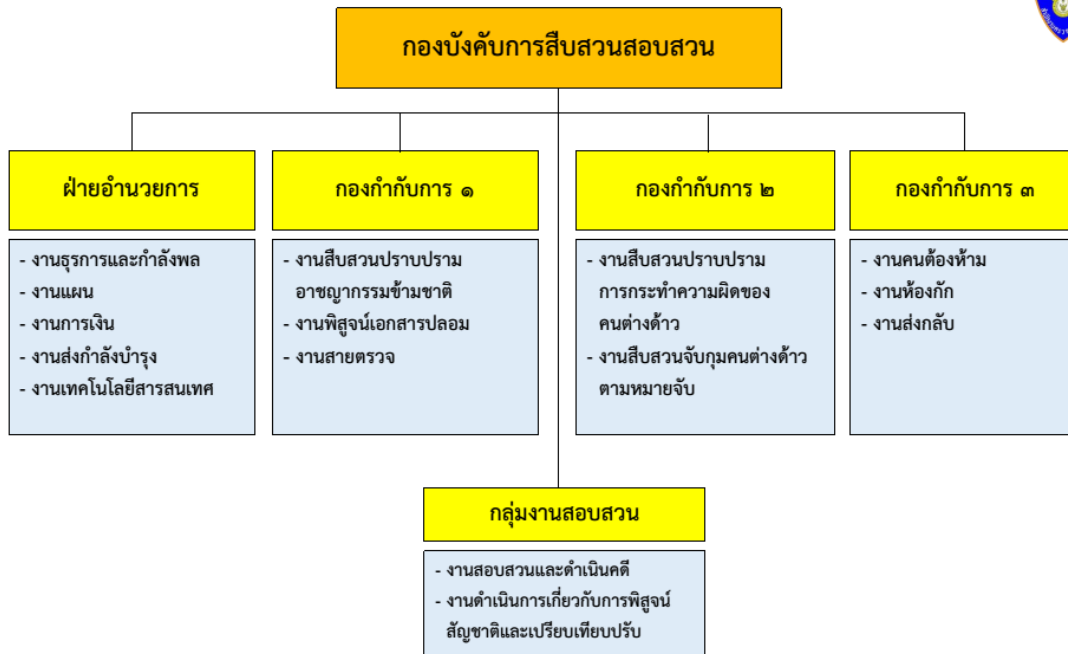 กองบังคับการสืบสวนสอบสวน
ฝ่ายอำนวยการ
- งานธุรการและกำลังพล
- งานแผน
- งานการเงิน
- งานส่งกำลังบำรุง
- งานเทคโนโลยีสารสนเทศ
กองกำกับการ ๑
- งานสืบสวนปราบปราม
อาชญากรรมข้ามชาติ
- งานพิสูจน์เอกสารปลอม
- งานสายตรวจ
กองกำกับการ ๒
- งานสืบสวนปราบปราม
การกระทำความผิดของ
คนต่างด้าว
- งานสืบสวนจับกุมคนต่างด้าว
ตามหมายจับ
กองกำกับการ ๓
- งานคนต้องห้าม
- งานห้องกัก
- งานส่งกลับ
กลุ่มงานสอบสวน
- งานสอบสวนและดำเนินคดี
- งานดำเนินการเกี่ยวกับการพิสูจน์
สัญชาติและเปรียบเทียบปรับ